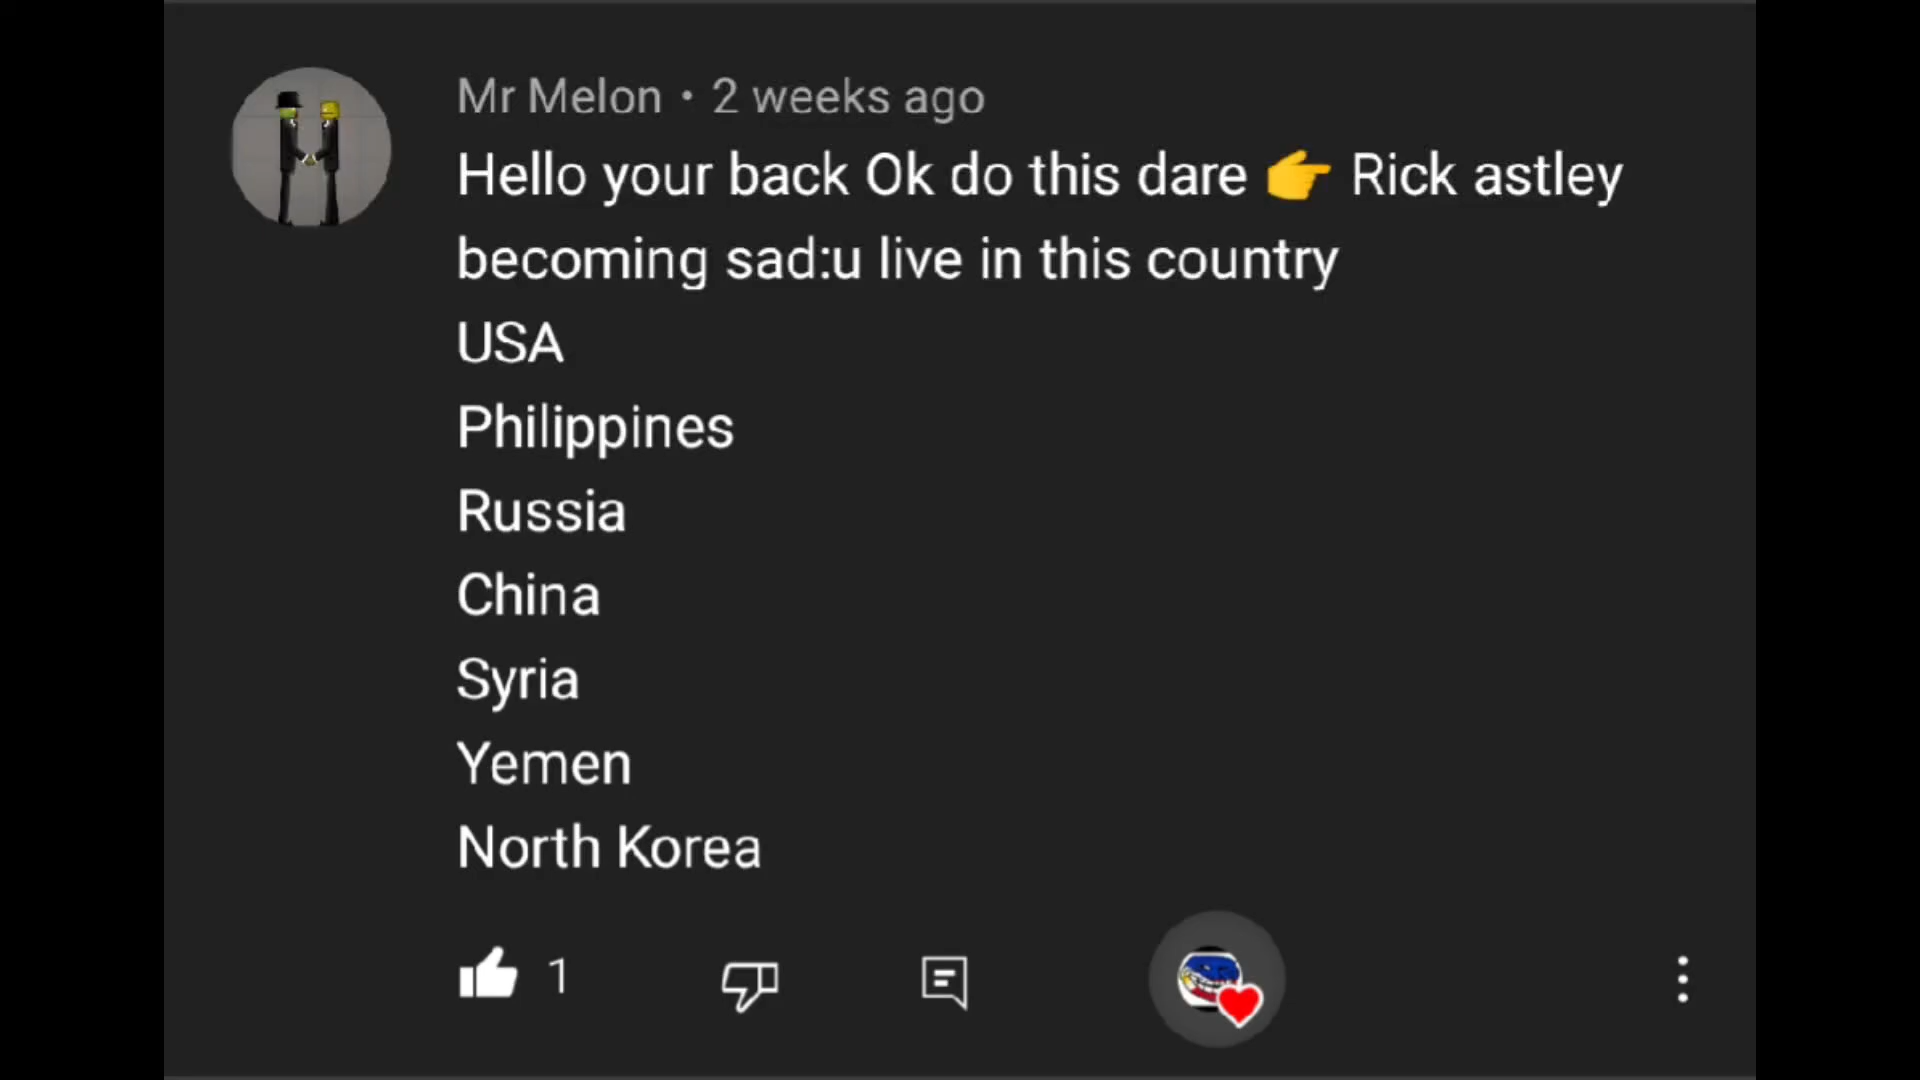 Mr Melon • 2 weeks ago
Hello your back Ok do this dare 👉 Rick astley
becoming sad:u live in this country
USA
Philippines
Russia
China
Syria
Yemen
North Korea
1